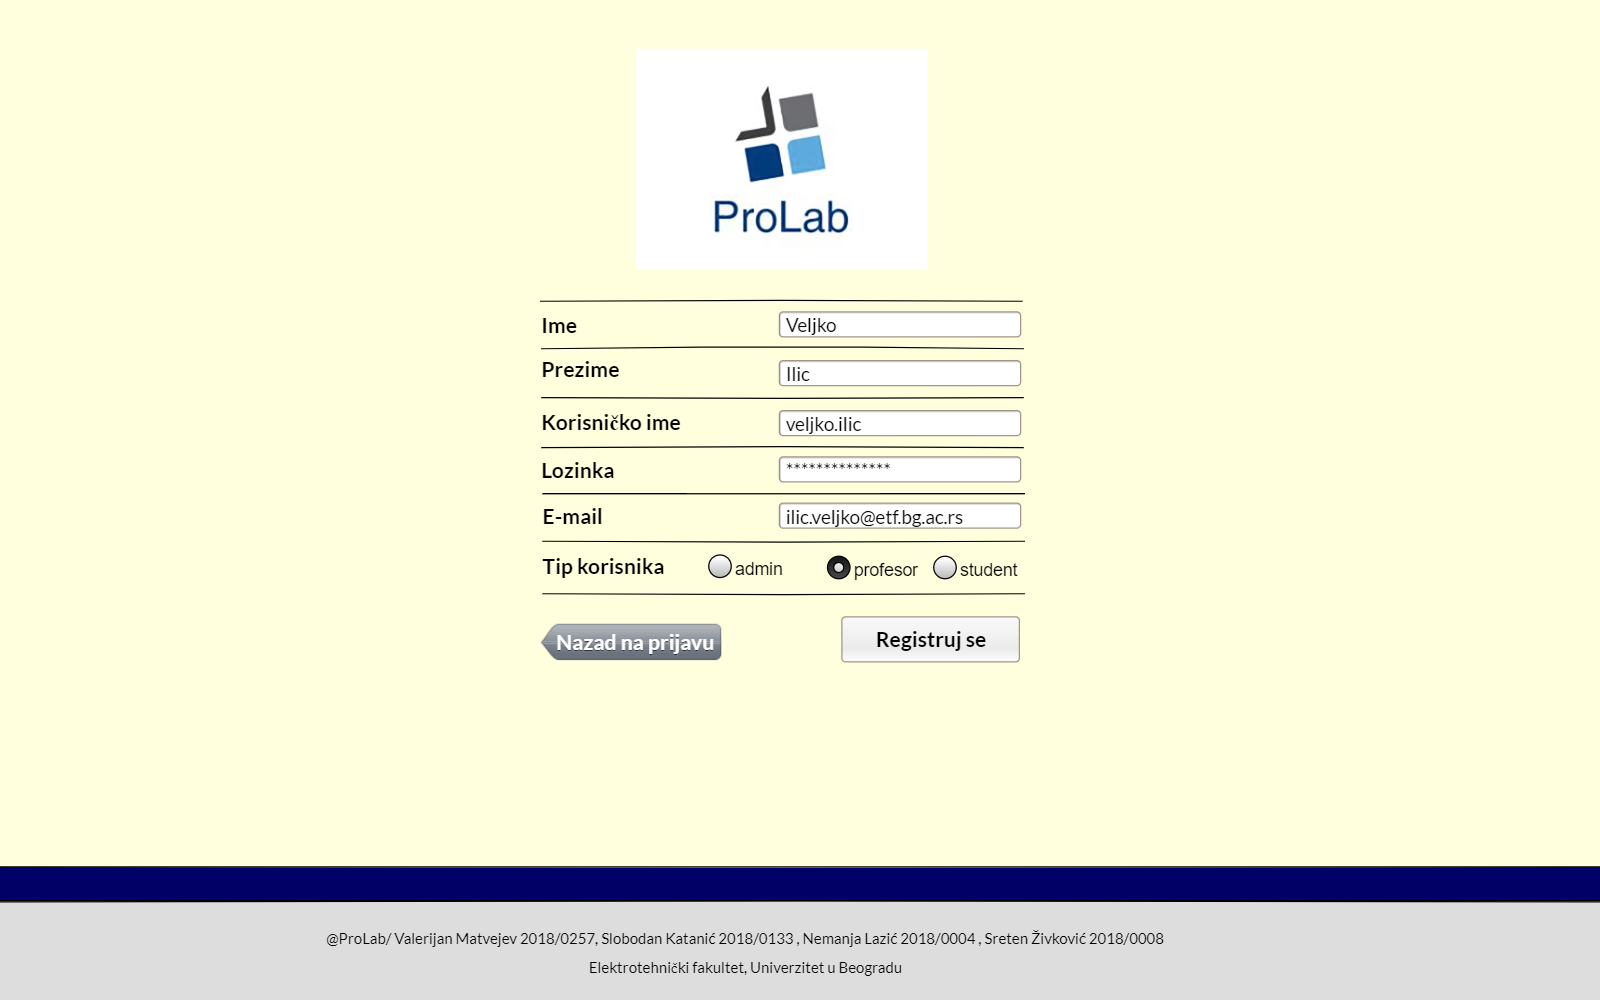 ProLab
Ime Veljko
Prezime Ilic
Korisničko ime veljko.ilic
Lozinka **************
E-mail ilic.veljko@etf.bg.ac.rs
Tip korisnika admin profesor student
Nazad na prijavu Registruj se
@ProLab/ Valerijan Matvejev 2018/0257, Slobodan Katanić 2018/0133 , Nemanja Lazić 2018/0004 , Sreten Živković 2018/0008
Elektrotehnički fakultet, Univerzitet u Beogradu